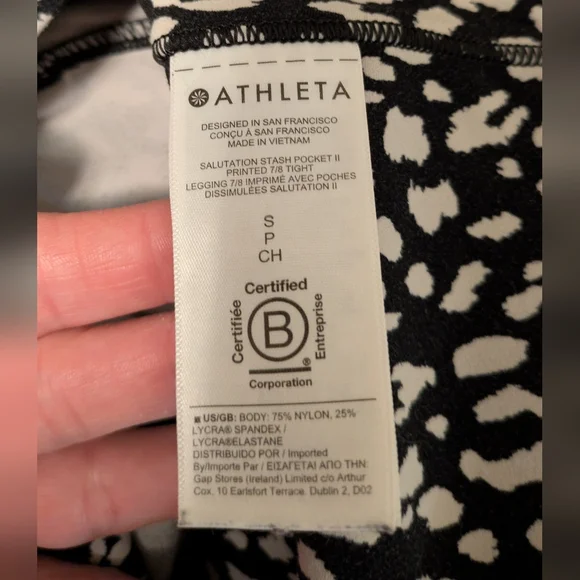 ATHLETA
DESIGNED IN SAN FRANCISCO
CONÇU À SAN FRANCISCO
MADE IN VIETNAM
SALUTATION STASH POCKET II
PRINTED 7/8 TIGHT
LEGGING 7/8 IMPRIMÉ AVEC POCHES
DISSIMULÉES SALUTATION II
S
P
CH
Certified
Certifiée
B
Entreprise
®
Corporation
US/GB: BODY: 75% NYLON, 25%
LYCRA® SPANDEX /
LYCRA®ELASTANE
DISTRIBUIDO POR / Imported
By/Importe Par / ΕΙΣΑΓΕΤΑΙ ΑΠΟ ΤΗΝ:
Gap Stores (Ireland) Limited c/o Arthur
Cox, 10 Earlsfort Terrace, Dublin 2, D02